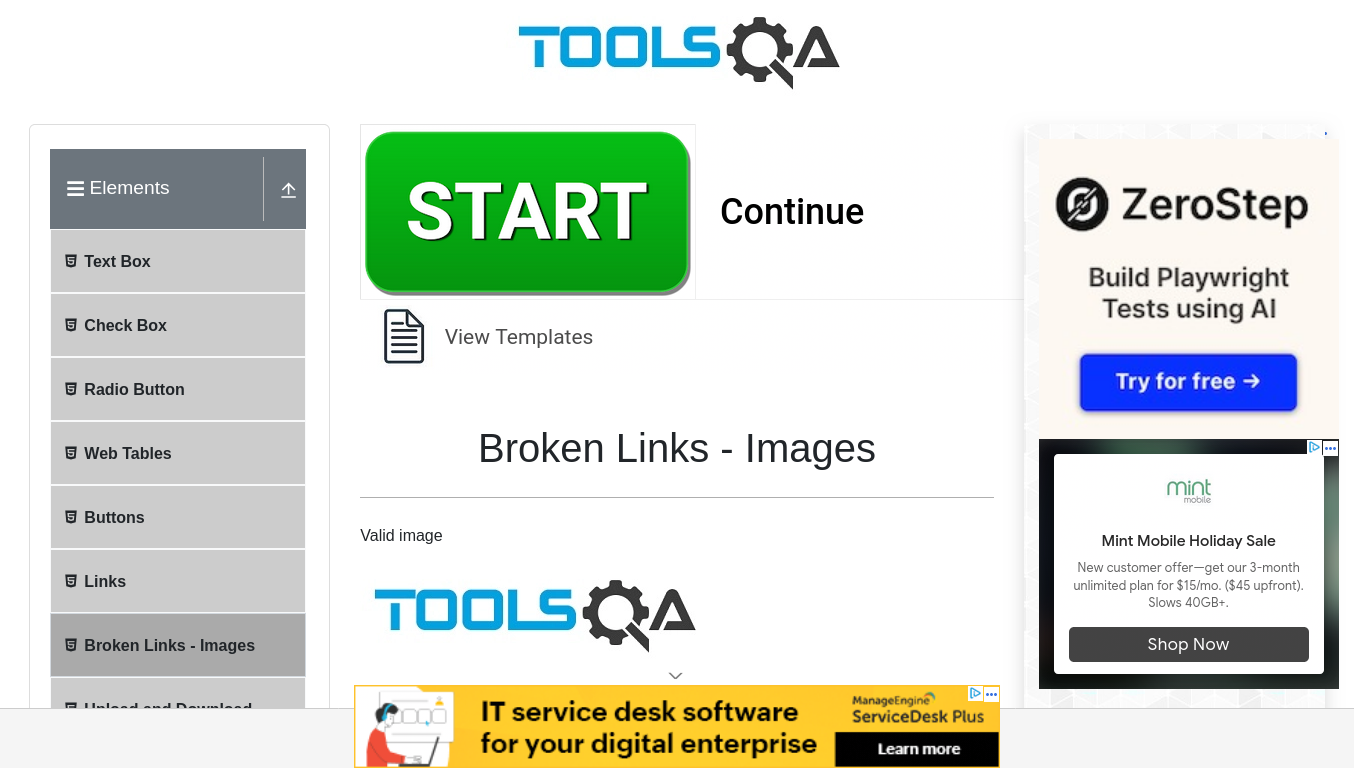 TOOLSQA
Elements
Text Box
Check Box
Radio Button
Web Tables
Buttons
Links
Broken Links - Images
Upload and Download
START
Continue
View Templates
Broken Links - Images
Valid image
TOOLSQA
ZeroStep
Build Playwright
Tests using AI
Try for free →
mint
mobile
Mint Mobile Holiday Sale
New customer offer—get our 3-month
unlimited plan for $15/mo. ($45 upfront).
Slows 40GB+.
Shop Now
IT service desk software
for your digital enterprise
ManageEngine
ServiceDesk Plus
Learn more